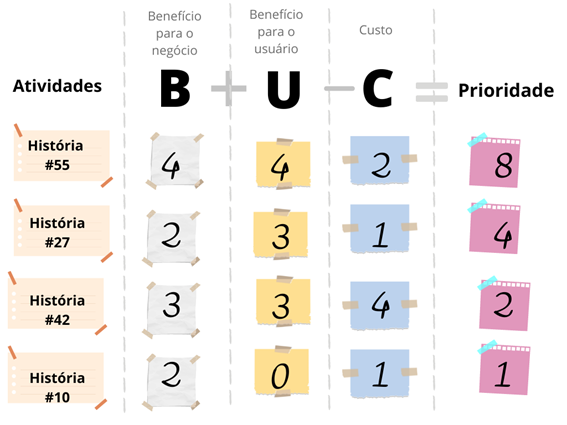 Benefício
para o
negócio
Benefício
para o
usuário
Custo
Atividades
B + U - C = Prioridade
História
#55
4 4 2 8
História
#27
2 3 1 4
História
#42
3 3 4 2
História
#10
2 0 1 1